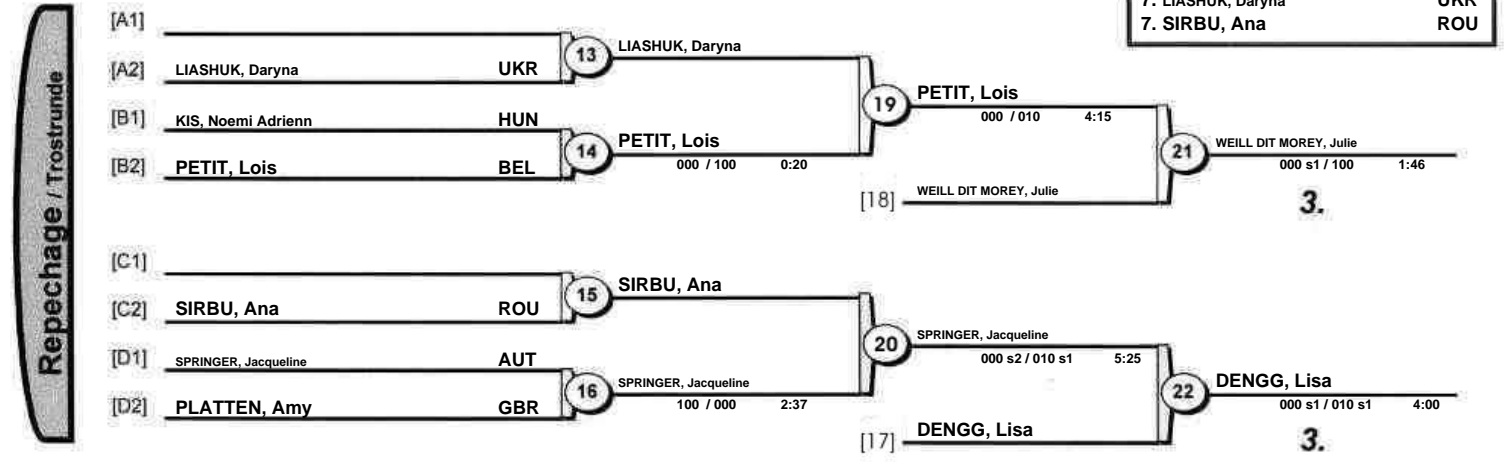 7. LIASHUK, Daryna UKR
7. SIRBU, Ana ROU
Repechage / Trostrunde
[A1]
[A2] LIASHUK, Daryna UKR
13 LIASHUK, Daryna
[B1] KIS, Noemi Adrienn HUN
[B2] PETIT, Lois BEL
14 PETIT, Lois
000 / 100 0:20
19 PETIT, Lois
000 / 010 4:15
[18] WEILL DIT MOREY, Julie
21 WEILL DIT MOREY, Julie
000 s1 / 100 1:46
3.
[C1]
[C2] SIRBU, Ana ROU
15 SIRBU, Ana
[D1] SPRINGER, Jacqueline AUT
[D2] PLATTEN, Amy GBR
16 SPRINGER, Jacqueline
100 / 000 2:37
20 SPRINGER, Jacqueline
000 s2 / 010 s1 5:25
[17] DENGG, Lisa
22 DENGG, Lisa
000 s1 / 010 s1 4:00
3.